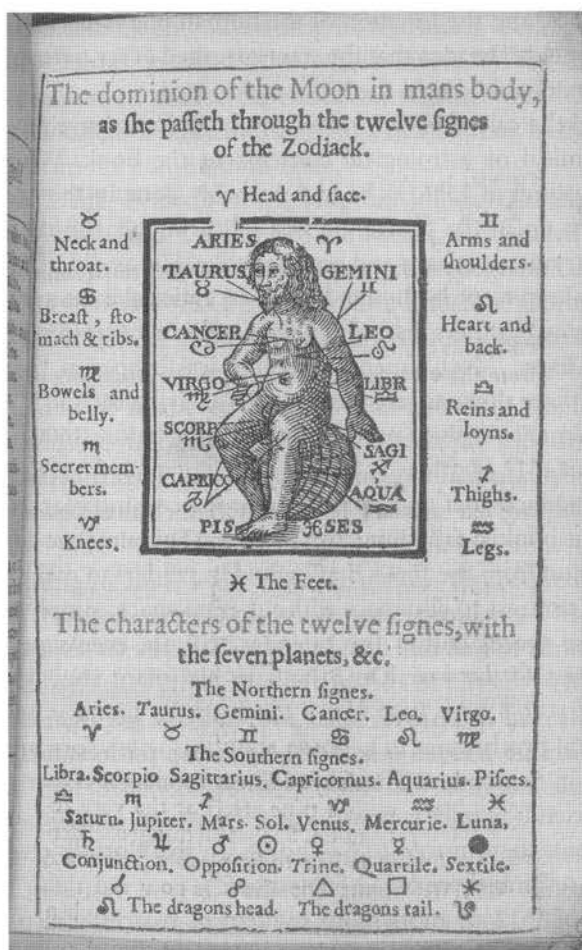 The dominion of the Moon in mans body,
as ſhe paſſeth through the twelve ſignes
of the Zodiack.
♈ Head and face.
♉
Neck and
throat.
♋
Breaſt, ſto-
mach & ribs.
♍
Bowels and
belly.
♏
Secret mem-
bers.
♑
Knees.
ARIES ♈
TAURUS GEMINI
♉ ♊
CANCER LEO
♋ ♌
VIRGO LIBR
♍ ♎
SCORP
♏ SAGI
♐
CAPRICO AQUA
♑ ♒
PIS ♓ SES
♊
Arms and
ſhoulders.
♌
Heart and
back.
♎
Reins and
loyns.
♐
Thighs.
♒
Legs.
♓ The Feet.
The characters of the twelve ſignes, with
the ſeven planets, &c.
The Northern ſignes.
Aries. Taurus. Gemini. Cancer. Leo. Virgo.
♈ ♉ ♊ ♋ ♌ ♍
The Southern ſignes.
Libra. Scorpio Sagittarius. Capricornus. Aquarius. Piſces.
♎ ♏ ♐ ♑ ♒ ♓
Saturn. Jupiter. Mars. Sol. Venus. Mercurie. Luna.
♄ ♃ ♂ ☉ ♀ ☿ ●
Conjunction. Oppoſition. Trine. Quartile. Sextile.
☌ ☍ △ □ ⚹
☊ The dragons head. The dragons tail. ☋